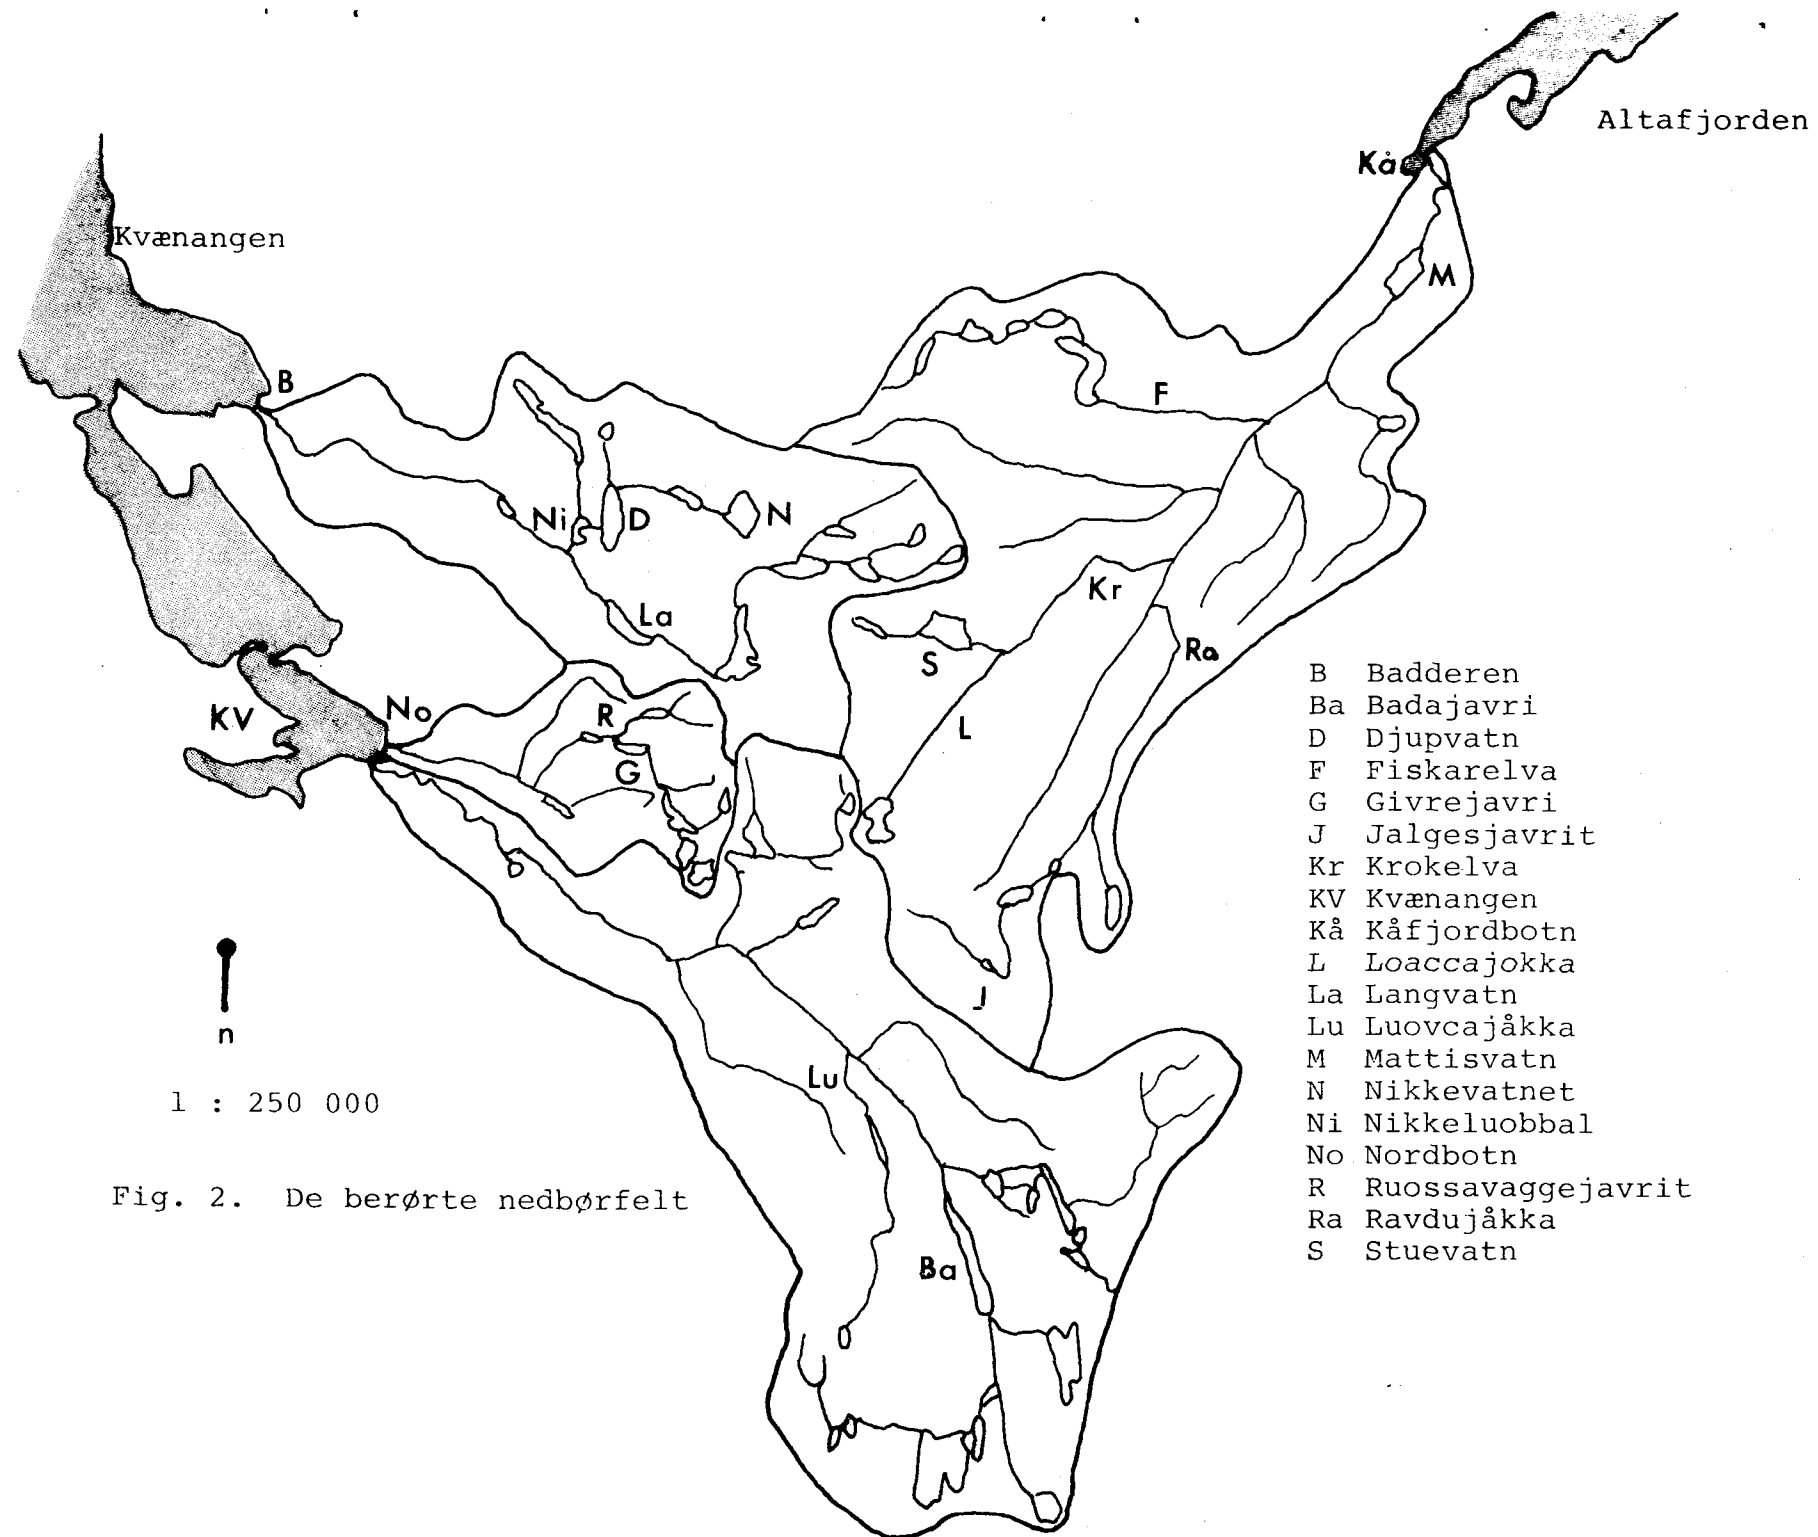 Altafjorden
Kå
Kvænangen
M
B
F
Ni
D
N
Kr
La
S
Ra
KV
No
R
L
G
J
Lu
Ba
n
1 : 250 000
Fig. 2. De berørte nedbørfelt
B Badderen
Ba Badajavri
D Djupvatn
F Fiskarelva
G Givrejavri
J Jalgesjavrit
Kr Krokelva
KV Kvænangen
Kå Kåfjordbotn
L Loaccajokka
La Langvatn
Lu Luovcajåkka
M Mattisvatn
N Nikkevatnet
Ni Nikkeluobbal
No Nordbotn
R Ruossavaggejavrit
Ra Ravdujåkka
S Stuevatn